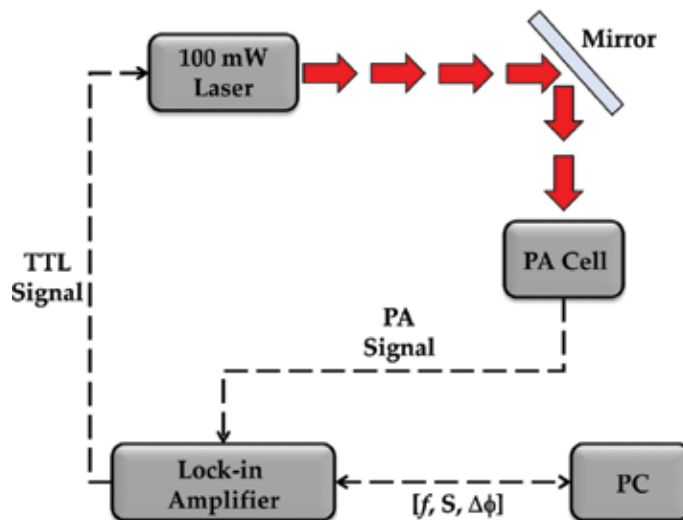 100 mW
Laser
Mirror
PA Cell
TTL
Signal
PA
Signal
Lock-in
Amplifier
[f, S, Δϕ]
PC